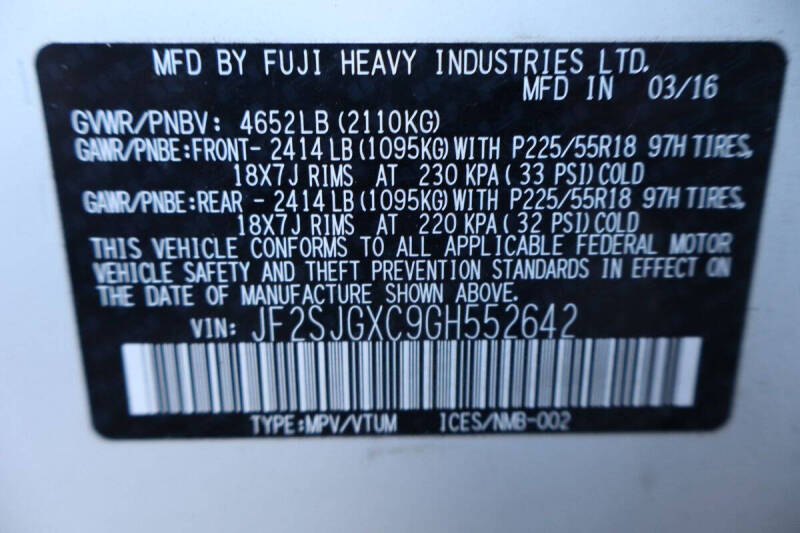 MFD BY FUJI HEAVY INDUSTRIES LTD.
MFD IN 03/16
GVWR/PNBV: 4652LB (2110KG)
GAWR/PNBE:FRONT- 2414 LB (1095KG) WITH P225/55R18 97H TIRES,
18X7J RIMS AT 230 KPA ( 33 PSI) COLD
GAWR/PNBE:REAR - 2414 LB (1095KG) WITH P225/55R18 97H TIRES,
18X7J RIMS AT 220 KPA ( 32 PSI) COLD
THIS VEHICLE CONFORMS TO ALL APPLICABLE FEDERAL MOTOR
VEHICLE SAFETY AND THEFT PREVENTION STANDARDS IN EFFECT ON
THE DATE OF MANUFACTURE SHOWN ABOVE.
VIN: JF2SJGXC9GH552642
TYPE:MPV/VTUM ICES/NMB-002